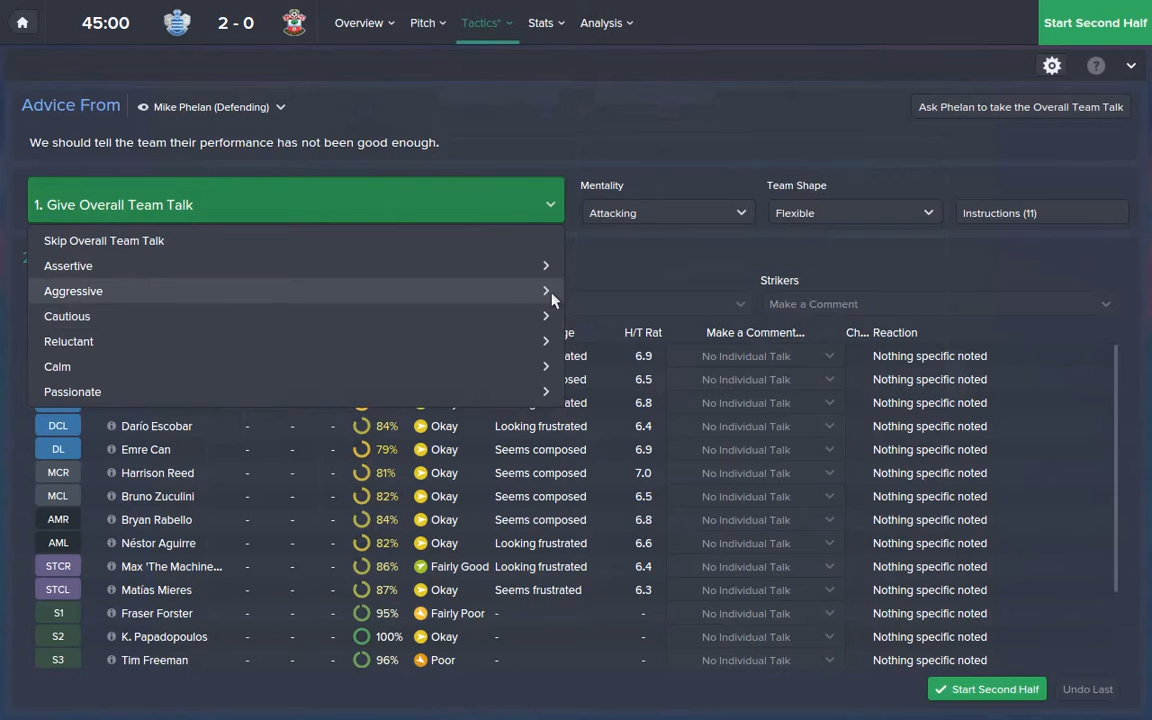 45:00 2 - 0 Overview Pitch Tactics* Stats Analysis Start Second Half
?
Advice From Mike Phelan (Defending) Ask Phelan to take the Overall Team Talk
We should tell the team their performance has not been good enough.
Mentality Team Shape
1. Give Overall Team Talk Attacking Flexible Instructions (11)
Skip Overall Team Talk
Assertive
Strikers
Aggressive
Make a Comment
Cautious
H/T Rat Make a Comment... Ch... Reaction
Reluctant
6.9 No Individual Talk Nothing specific noted
Calm
6.5 No Individual Talk Nothing specific noted
Passionate
6.8 No Individual Talk Nothing specific noted
DCL Darío Escobar - - - 84% Okay Looking frustrated 6.4 No Individual Talk Nothing specific noted
DL Emre Can - - - 79% Okay Seems composed 6.9 No Individual Talk Nothing specific noted
MCR Harrison Reed - - - 81% Okay Seems composed 7.0 No Individual Talk Nothing specific noted
MCL Bruno Zuculini - - - 82% Okay Seems composed 6.5 No Individual Talk Nothing specific noted
AMR Bryan Rabello - - - 84% Okay Seems composed 6.8 No Individual Talk Nothing specific noted
AML Néstor Aguirre - - - 82% Okay Looking frustrated 6.6 No Individual Talk Nothing specific noted
STCR Max 'The Machine... - - - 86% Fairly Good Looking frustrated 6.4 No Individual Talk Nothing specific noted
STCL Matías Mieres - - - 87% Okay Seems frustrated 6.3 No Individual Talk Nothing specific noted
S1 Fraser Forster - - - 95% Fairly Poor - - No Individual Talk Nothing specific noted
S2 K. Papadopoulos - - - 100% Okay - - No Individual Talk Nothing specific noted
S3 Tim Freeman - - - 96% Poor - - No Individual Talk Nothing specific noted
Start Second Half Undo Last